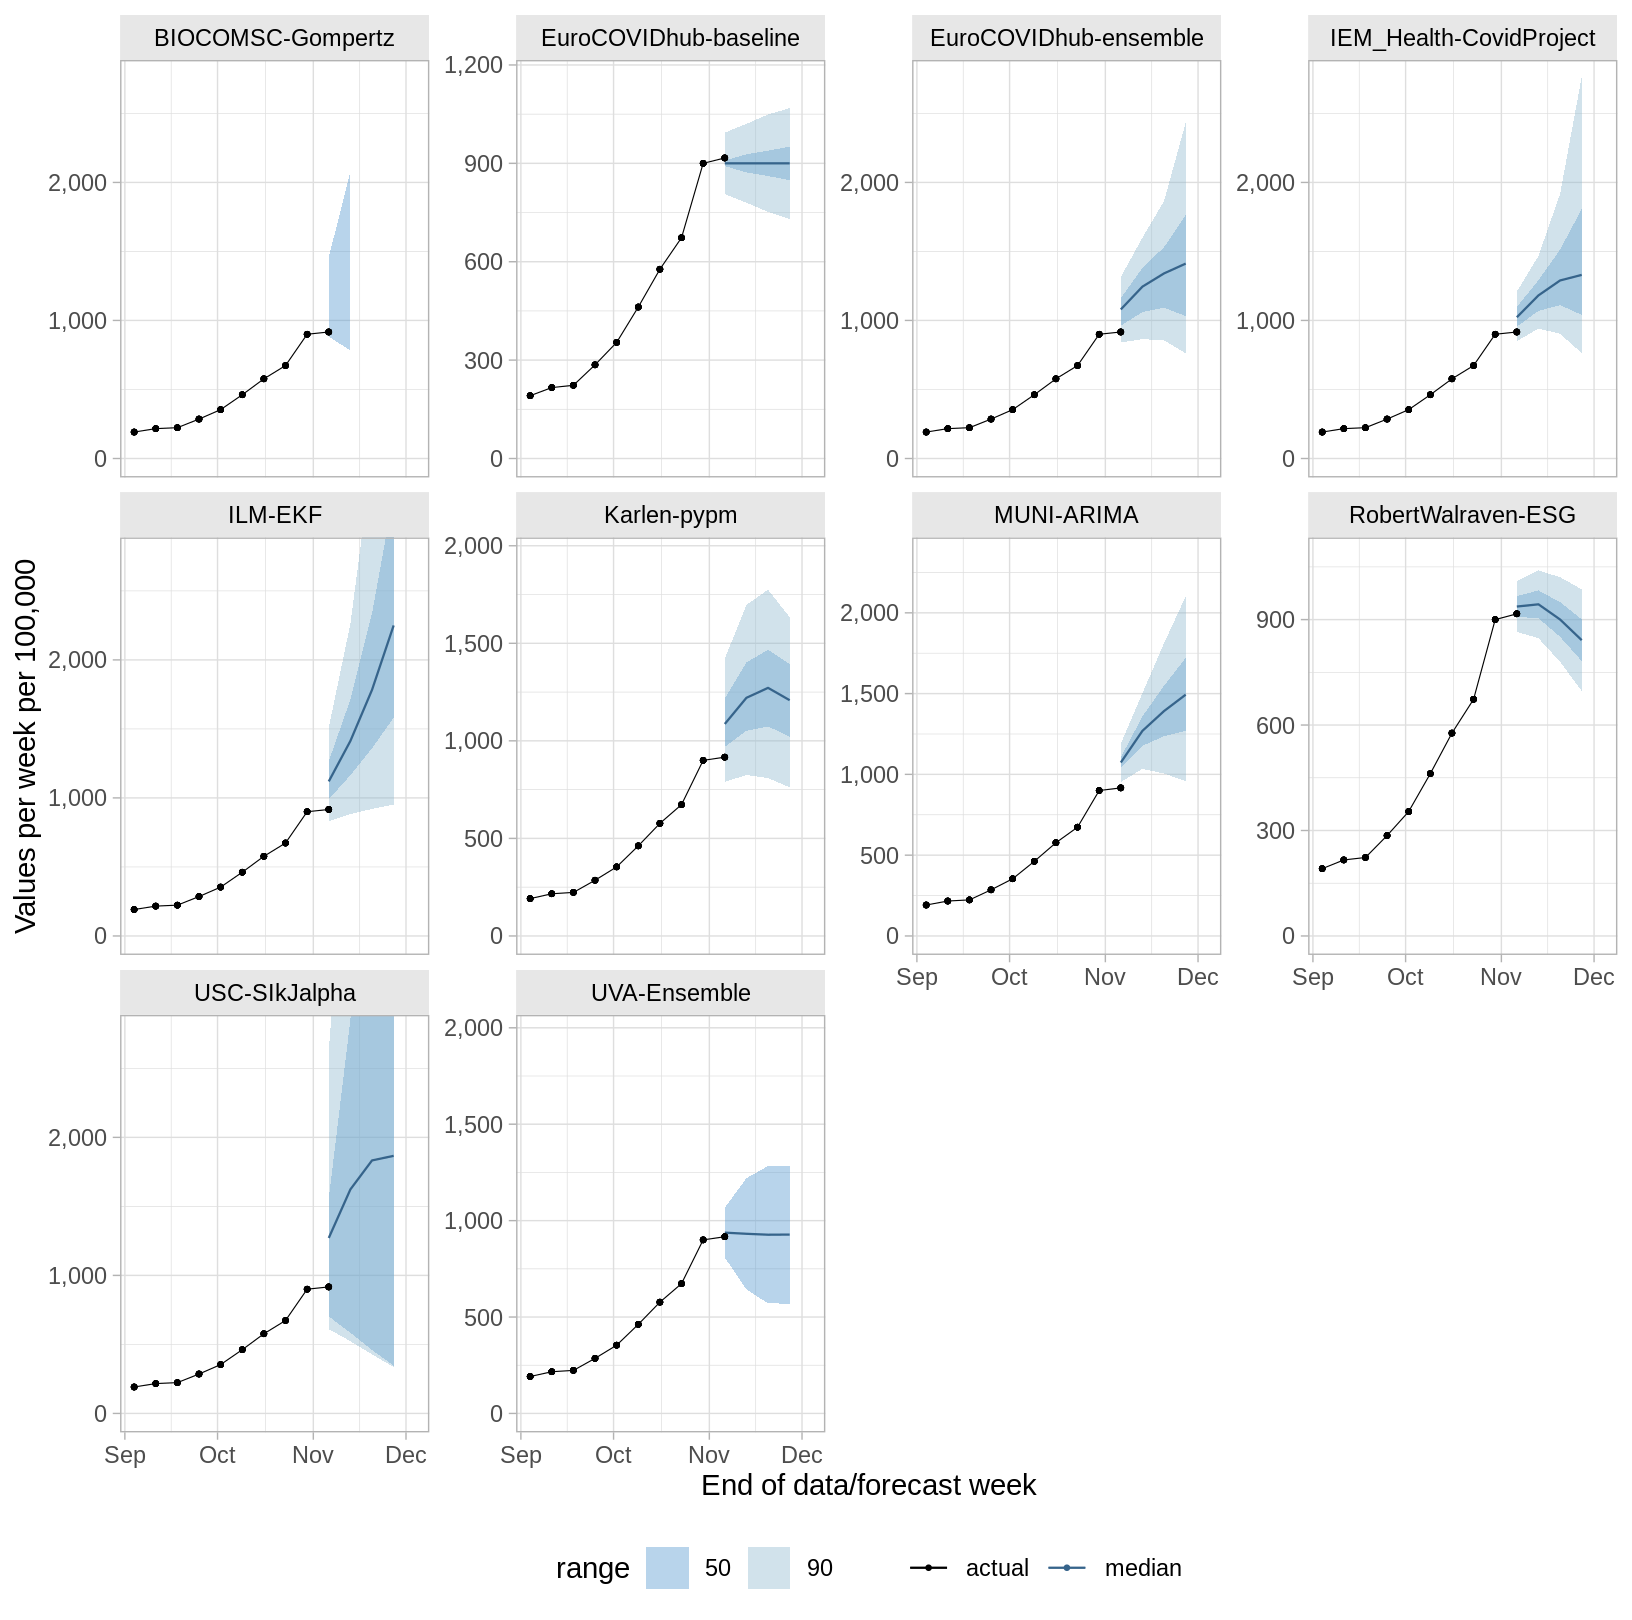 BIOCOMSC-Gompertz EuroCOVIDhub-baseline EuroCOVIDhub-ensemble IEM_Health-CovidProject
1,200
2,000 900 2,000 2,000
600
1,000 1,000 1,000
300
0 0 0 0
ILM-EKF Karlen-pypm MUNI-ARIMA RobertWalraven-ESG
Values per week per 100,000
2,000
2,000 1,500 2,000 900
1,500
1,000 1,000 1,000 600
500 500 300
0 0 0 0
Sep Oct Nov Dec Sep Oct Nov Dec
USC-SIkJalpha UVA-Ensemble
2,000
2,000 1,500
1,000 1,000
500
0 0
Sep Oct Nov Dec Sep Oct Nov Dec
End of data/forecast week
range 50 90 actual median